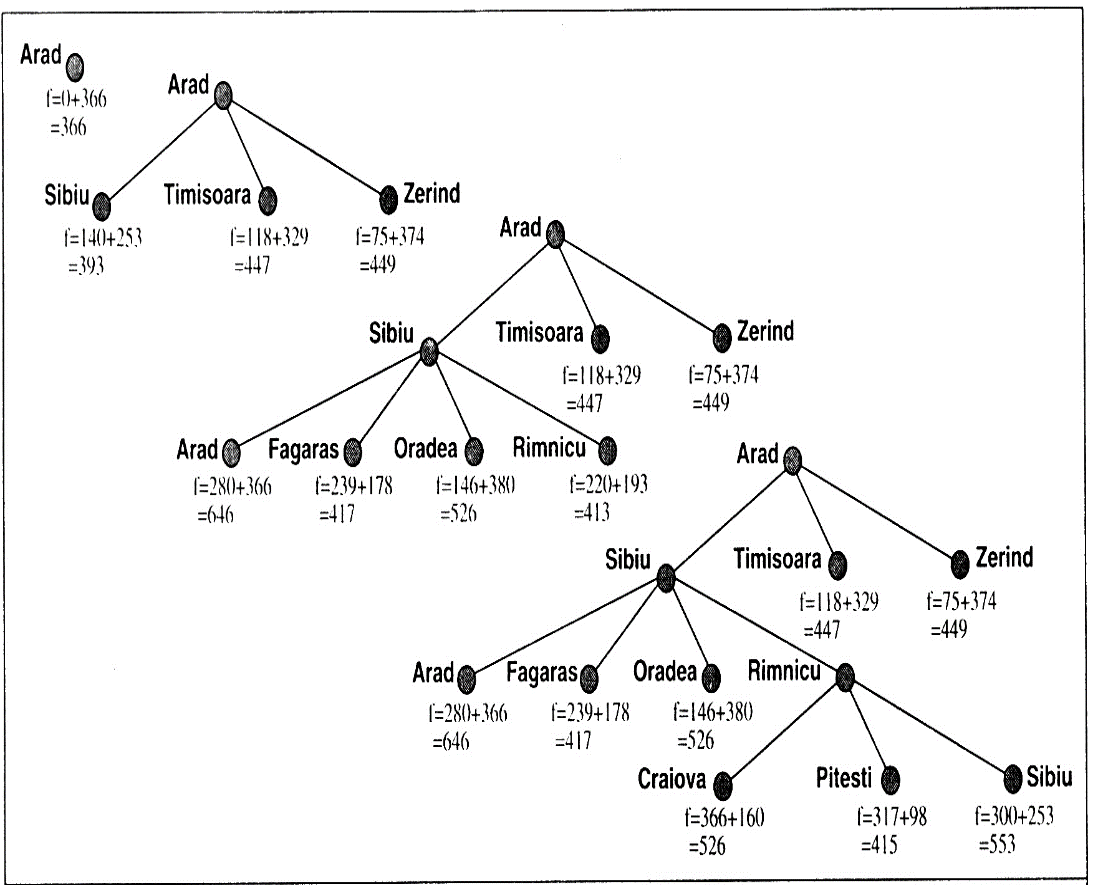 Arad
f=0+366
=366
Arad
Sibiu
f=140+253
=393
Timisoara
f=118+329
=447
Zerind
f=75+374
=449
Arad
Sibiu
Timisoara
f=118+329
=447
Zerind
f=75+374
=449
Arad
f=280+366
=646
Fagaras
f=239+178
=417
Oradea
f=146+380
=526
Rimnicu
f=220+193
=413
Arad
Sibiu
Timisoara
f=118+329
=447
Zerind
f=75+374
=449
Arad
f=280+366
=646
Fagaras
f=239+178
=417
Oradea
f=146+380
=526
Rimnicu
Craiova
f=366+160
=526
Pitesti
f=317+98
=415
Sibiu
f=300+253
=553